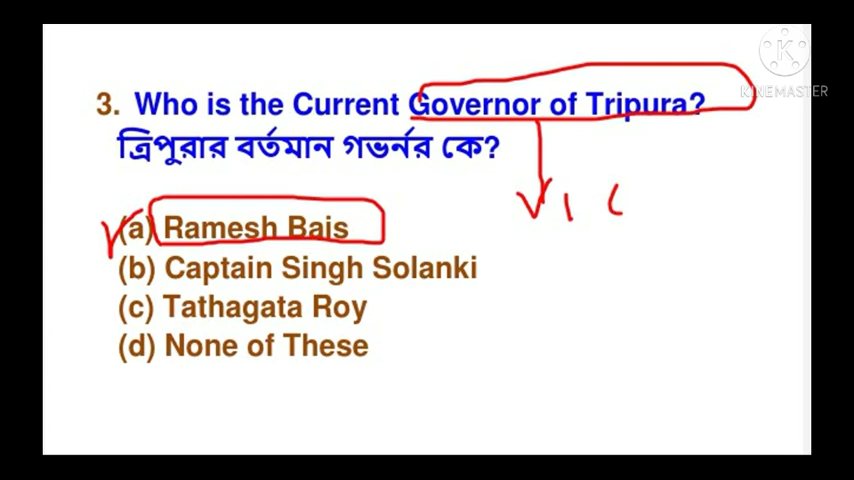 K
KINEMASTER
3. Who is the Current Governor of Tripura?
ত্রিপুরার বর্তমান গভর্নর কে?
(a) Ramesh Bais
(b) Captain Singh Solanki
(c) Tathagata Roy
(d) None of These